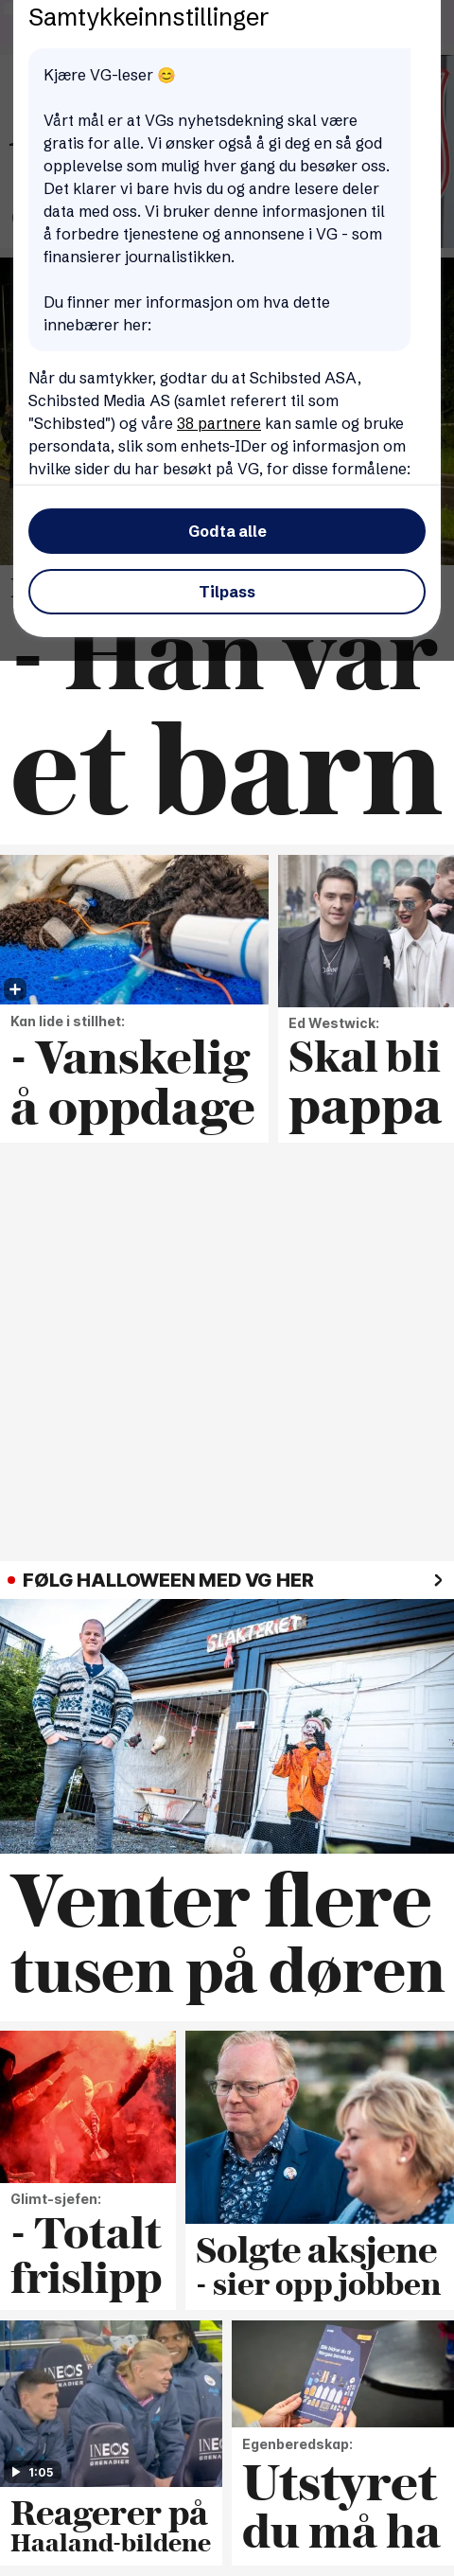 Samtykkeinnstillinger
Kjære VG-leser 😊
Vårt mål er at VGs nyhetsdekning skal være
gratis for alle. Vi ønsker også å gi deg en så god
opplevelse som mulig hver gang du besøker oss.
Det klarer vi bare hvis du og andre lesere deler
data med oss. Vi bruker denne informasjonen til
å forbedre tjenestene og annonsene i VG - som
finansierer journalistikken.
Du finner mer informasjon om hva dette
innebærer her:
Når du samtykker, godtar du at Schibsted ASA,
Schibsted Media AS (samlet referert til som
"Schibsted") og våre 38 partnere kan samle og bruke
persondata, slik som enhets-IDer og informasjon om
hvilke sider du har besøkt på VG, for disse formålene:
Godta alle
Tilpass
- Han var
et barn
Kan lide i stillhet:
- Vanskelig
å oppdage
Ed Westwick:
Skal bli
pappa
FØLG HALLOWEEN MED VG HER
SLAKTERIET
Venter flere
tusen på døren
Glimt-sjefen:
- Totalt
frislipp
Solgte aksjene
- sier opp jobben
INEOS
GRENADIER
INEOS
GRENADIER
1:05
Reagerer på
Haaland-bildene
Egenberedskap:
Utstyret
du må ha